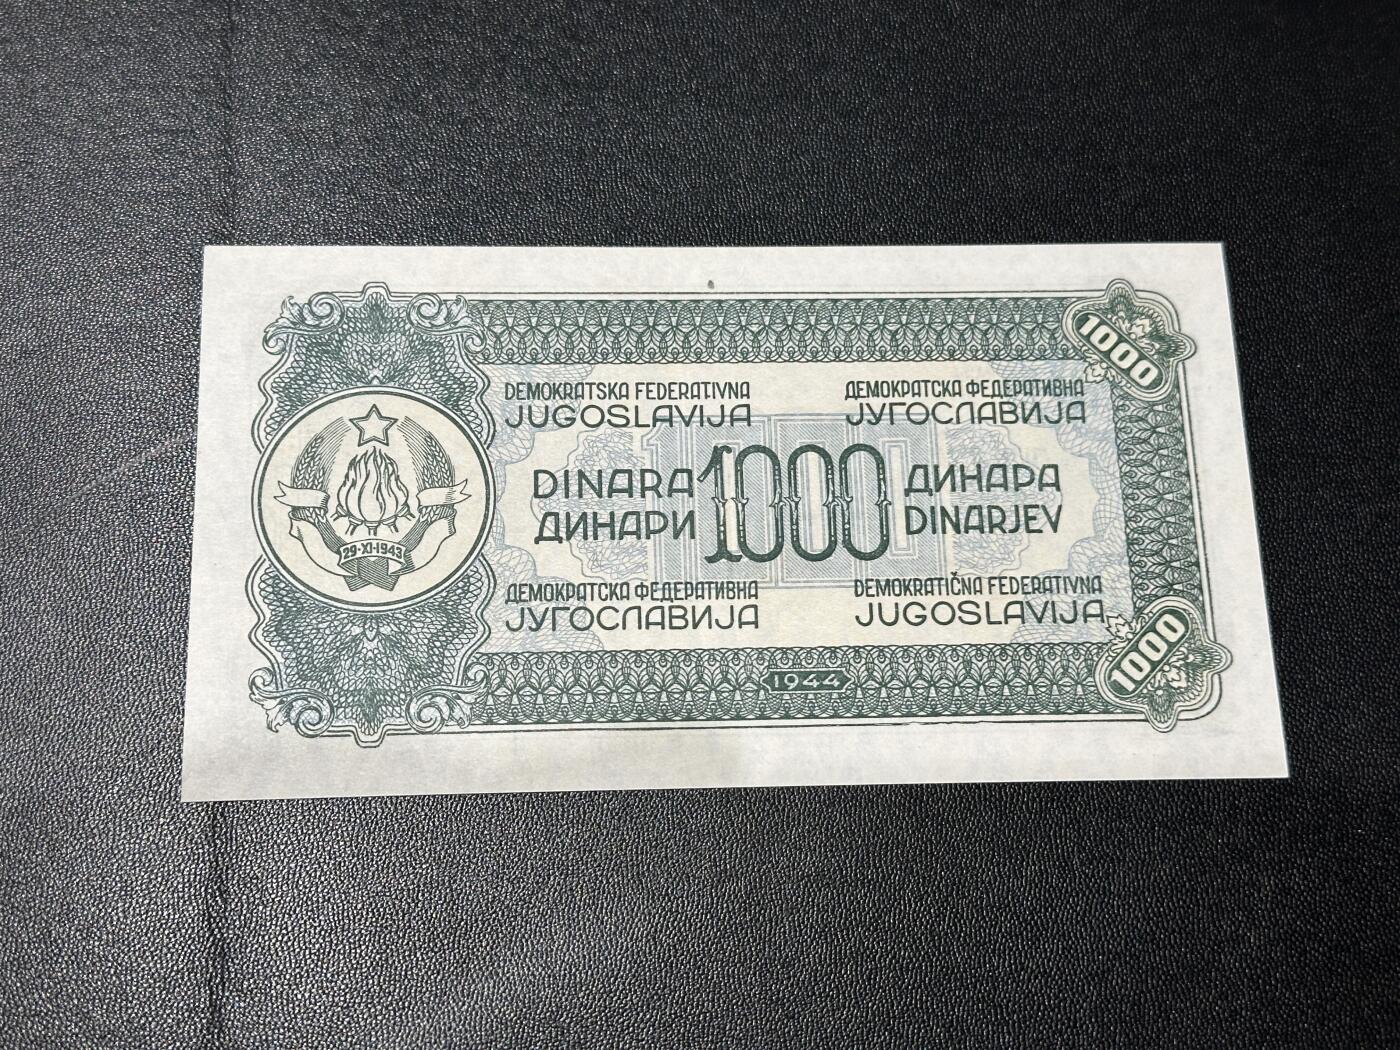 1000
DEMOKRATSKA FEDERATIVNA
JUGOSLAVIJA
ДЕМОКРАТСКА ФЕДЕРАТИВНА
ЈУГОСЛАВИЈА
DINARA
ДИНАРИ
1000
ДИНАРА
DINARJEV
29·XI·1943
ДЕМОКРАТСКА ФЕДЕРАТИВНА
ЈУГОСЛАВИЈА
DEMOKRATIČNA FEDERATIVNA
JUGOSLAVIJA
1000
1944